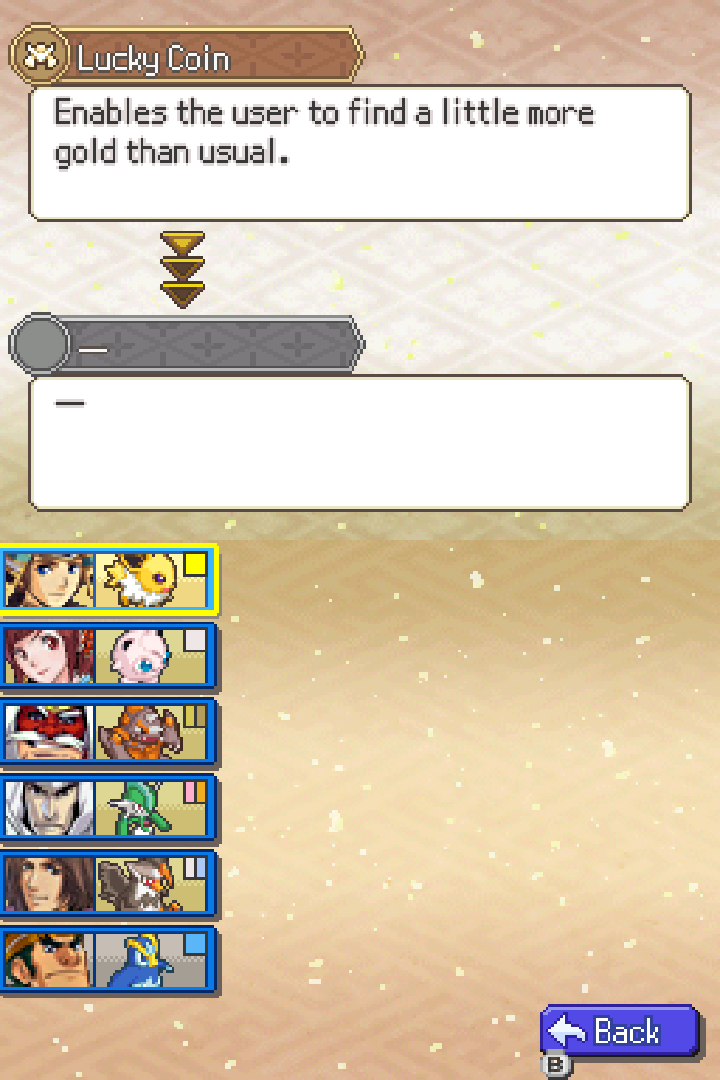 Lucky Coin
Enables the user to find a little more
gold than usual.
—
—
Back
B